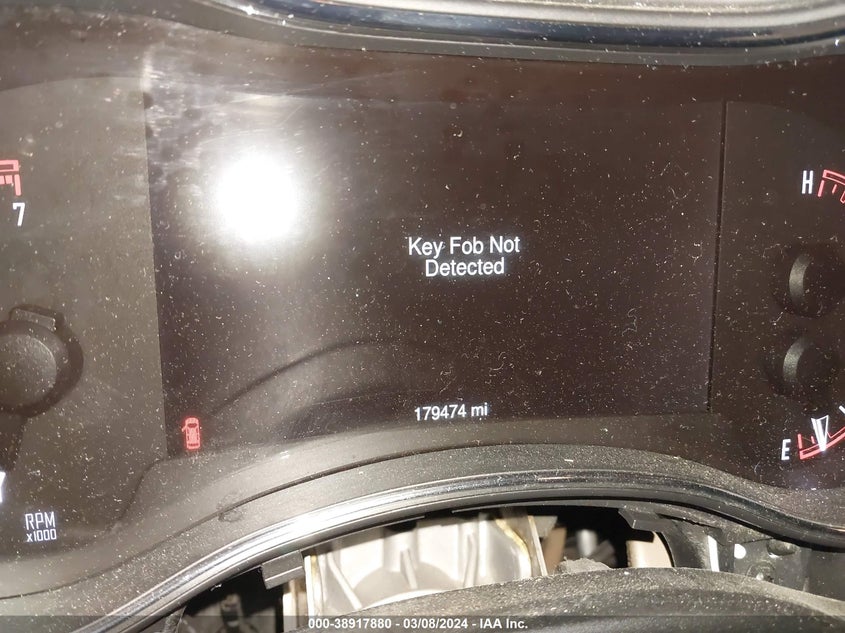 7
H
Key Fob Not
Detected
179474 mi
E
RPM
x1000
000-38917880 - 03/08/2024 - IAA Inc.